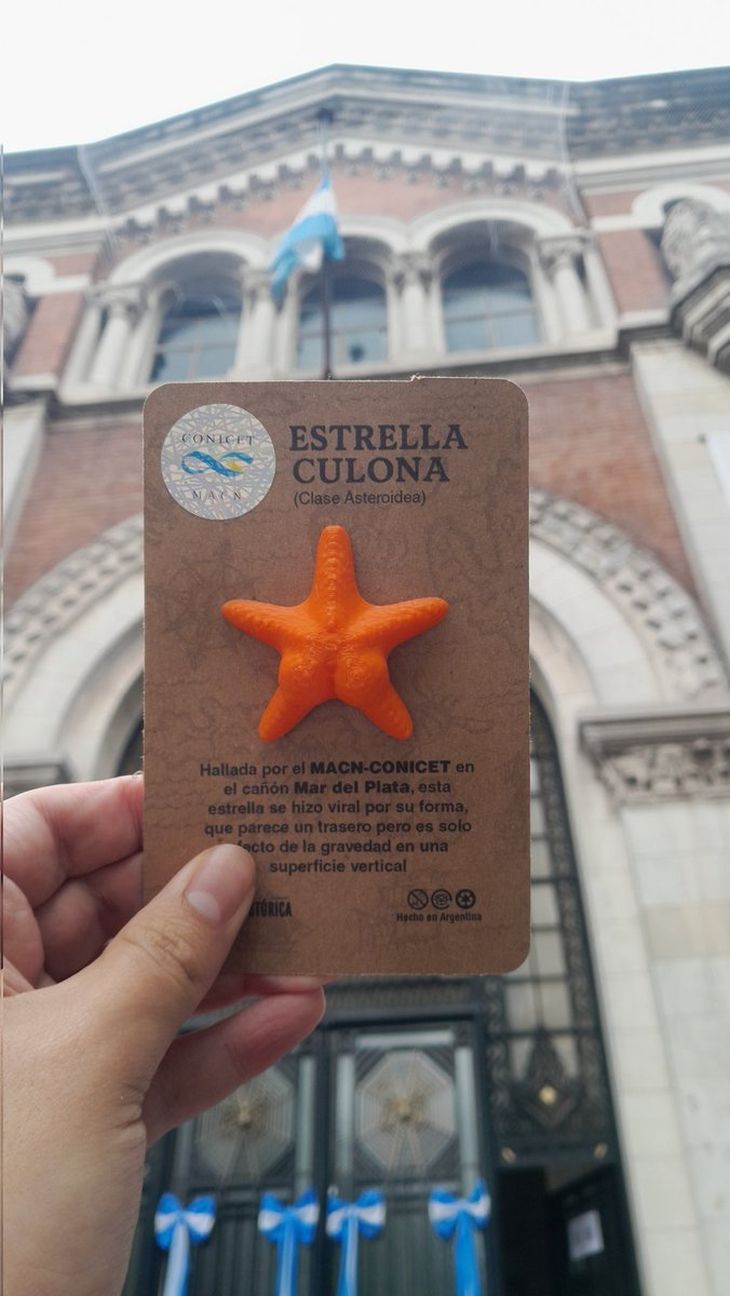 CONICET
MACN
ESTRELLA
CULONA
(Clase Asteroidea)
Hallada por el MACN-CONICET en
el cañón Mar del Plata, esta
estrella se hizo viral por su forma,
que parece un trasero pero es solo
de la gravedad en una
superficie vertical
Hecho en Argentina